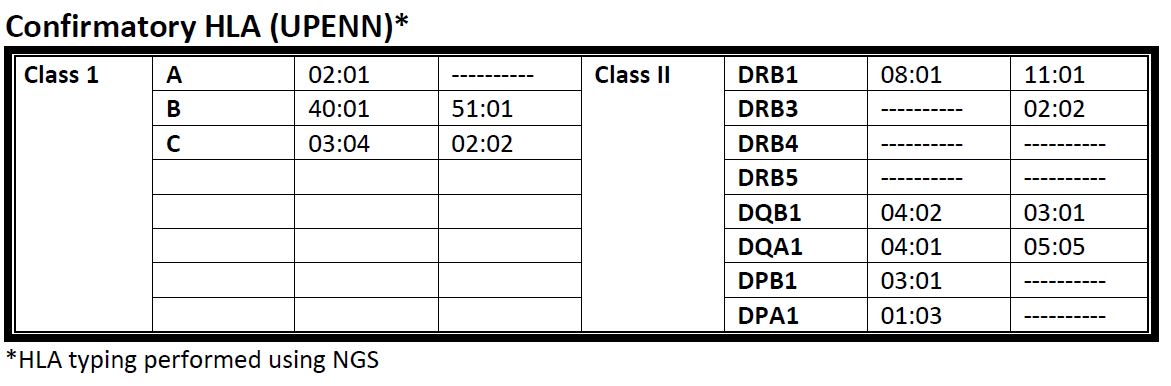 Confirmatory HLA (UPENN)*
Class 1 A 02:01 ---------- Class II DRB1 08:01 11:01
B 40:01 51:01 DRB3 ---------- 02:02
C 03:04 02:02 DRB4 ---------- ----------
DRB5 ---------- ----------
DQB1 04:02 03:01
DQA1 04:01 05:05
DPB1 03:01 ----------
DPA1 01:03 ----------
*HLA typing performed using NGS